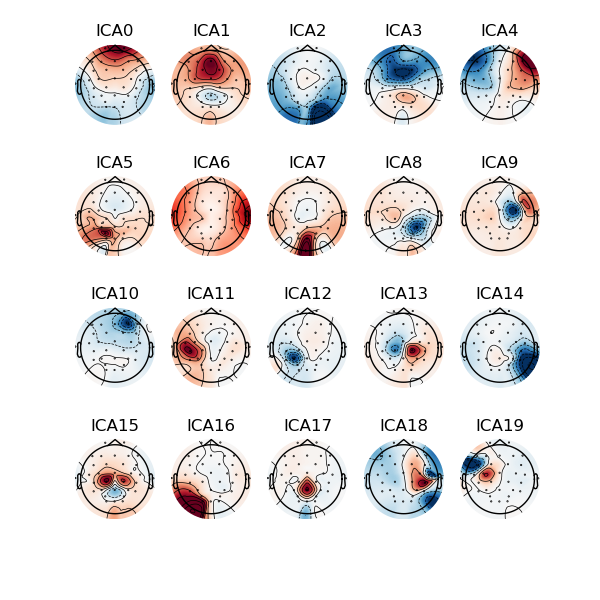 ICA0 ICA1 ICA2 ICA3 ICA4
ICA5 ICA6 ICA7 ICA8 ICA9
ICA10 ICA11 ICA12 ICA13 ICA14
ICA15 ICA16 ICA17 ICA18 ICA19